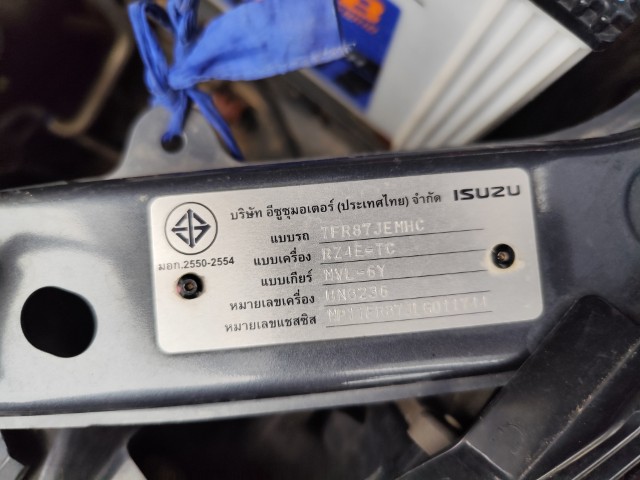 บริษัท อีซูซุมอเตอร์ (ประเทศไทย) จำกัด ISUZU
มอก.2550-2554
แบบรถ TFR87JEMHC
แบบเครื่อง RZ4E-TC
แบบเกียร์ MVL-6Y
หมายเลขเครื่อง
หมายเลขแชสซิส